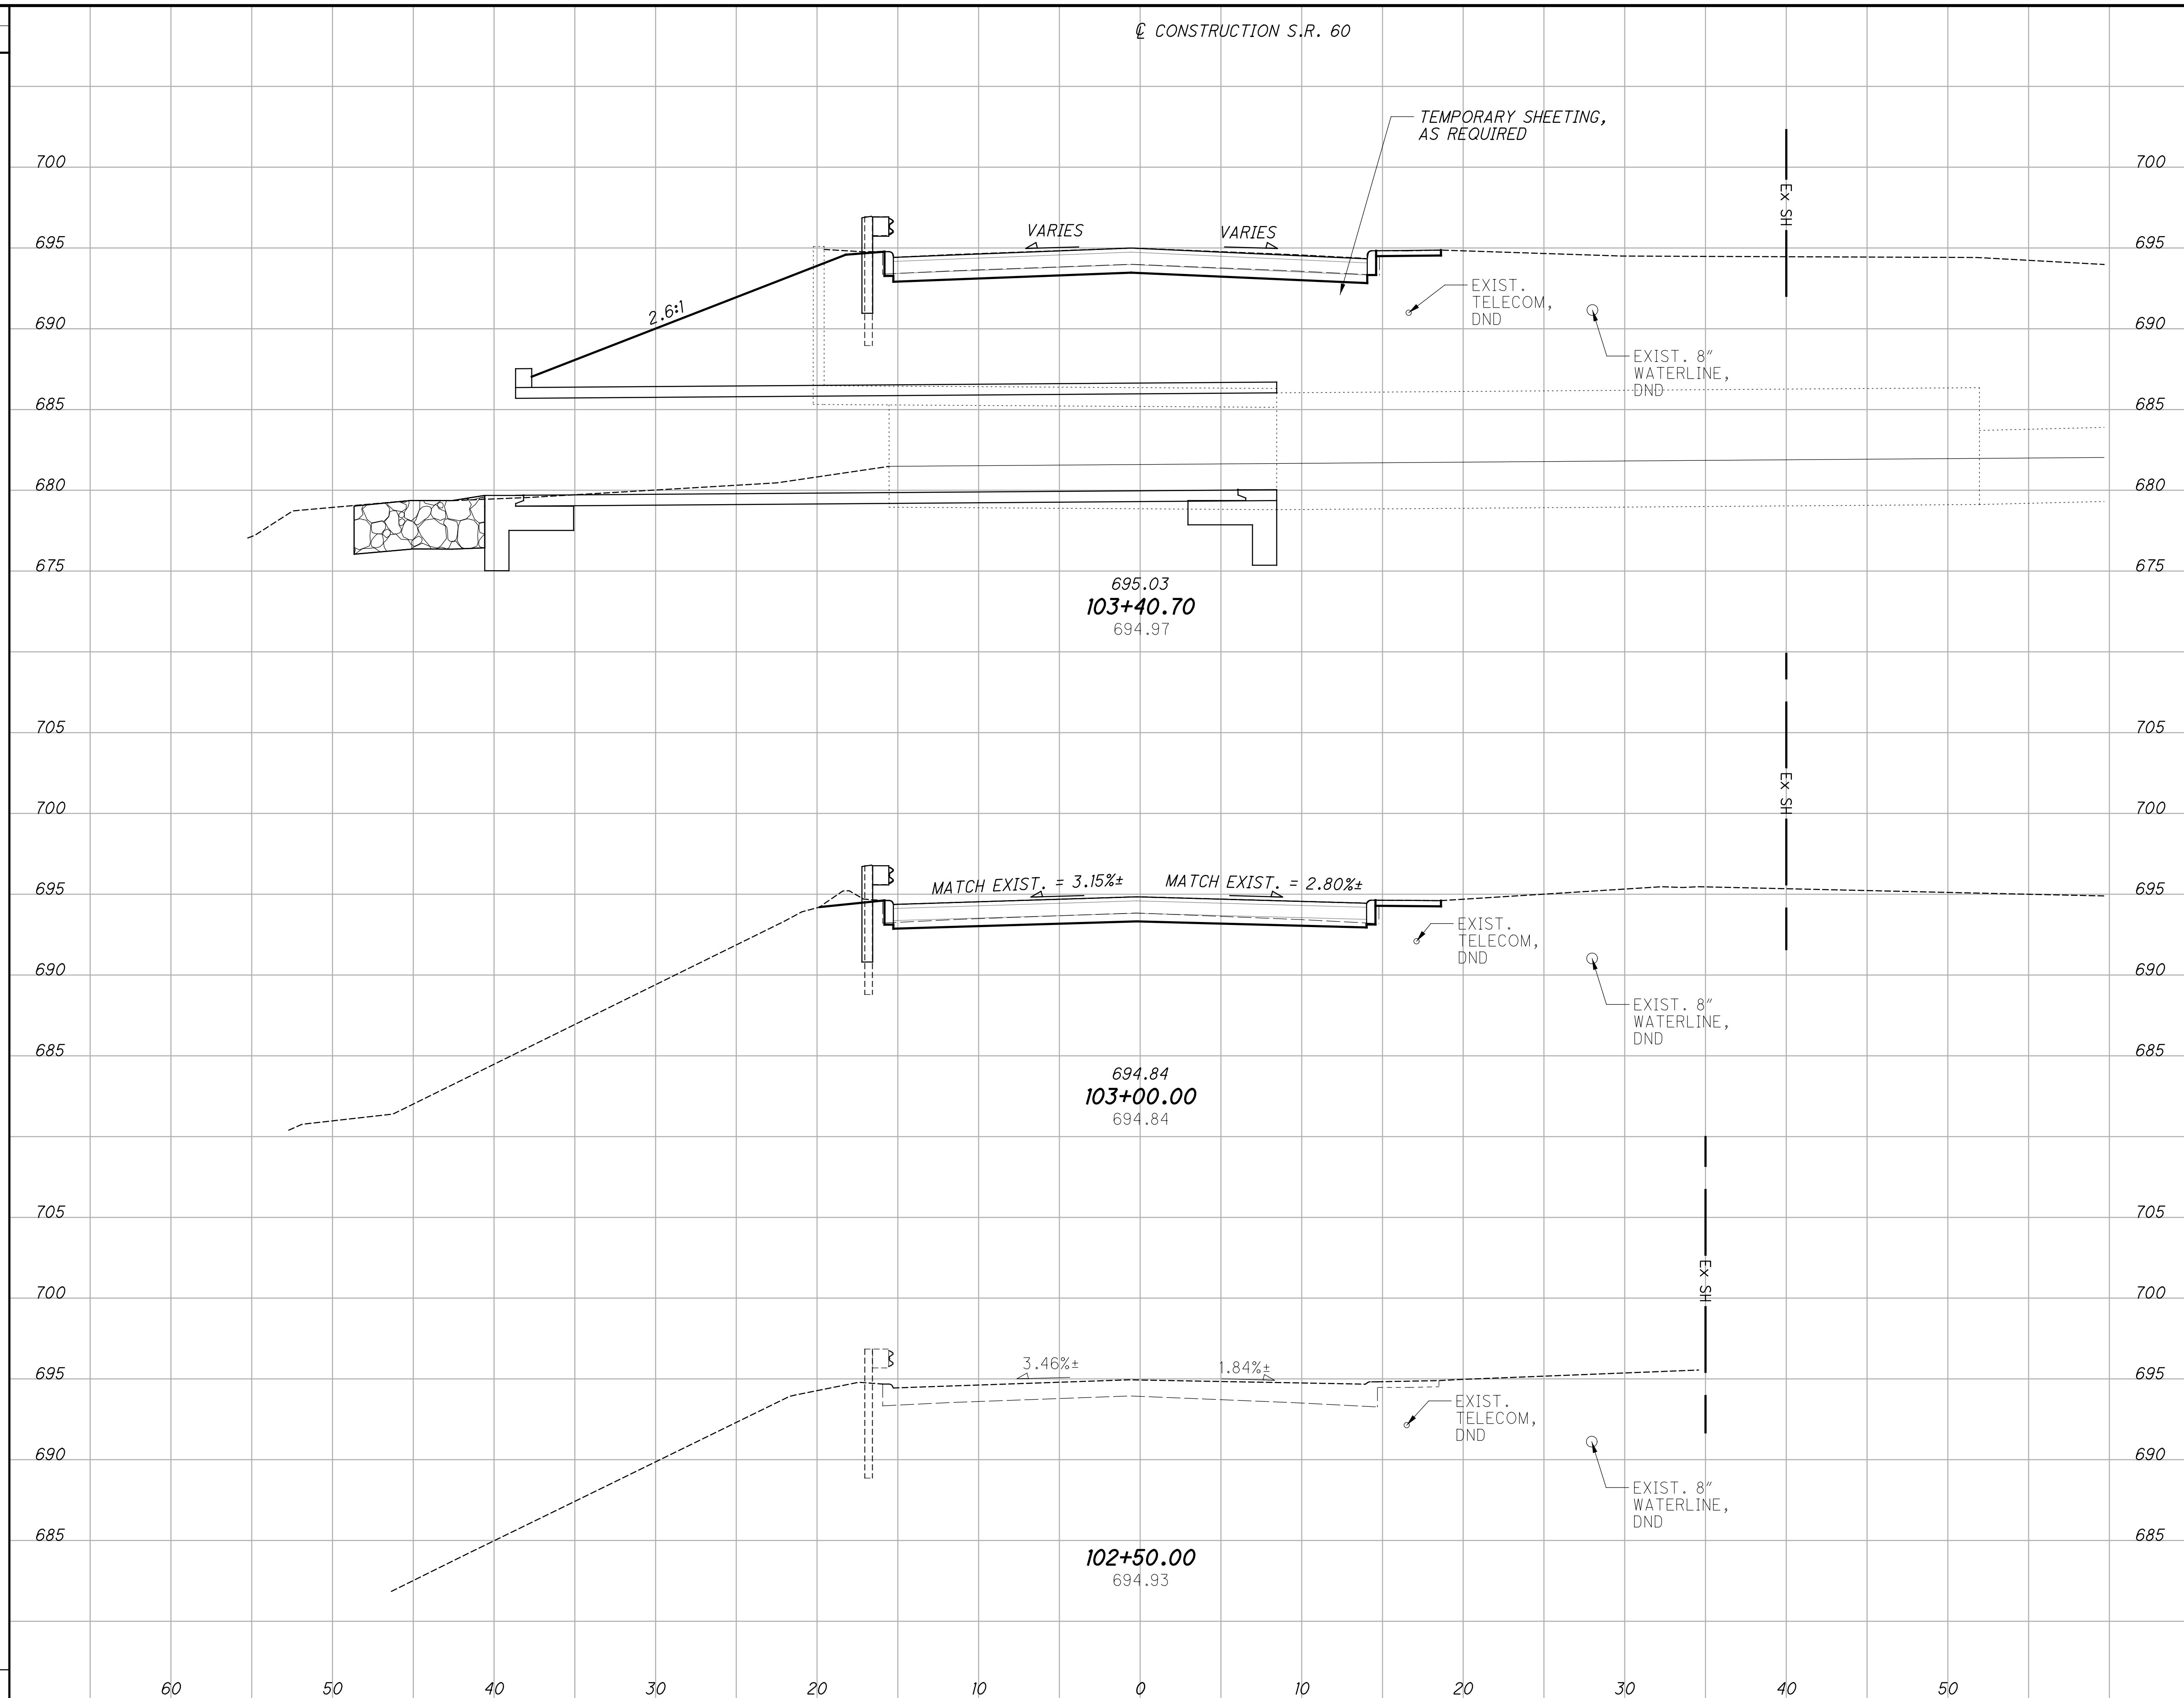 ℄ CONSTRUCTION S.R. 60
TEMPORARY SHEETING,
AS REQUIRED
700 700
Ex SH
VARIES VARIES
695 695
EXIST.
TELECOM,
DND
2.6:1
690 690
EXIST. 8"
WATERLINE,
DND
685 685
680 680
675 675
695.03
103+40.70
694.97
705 705
Ex SH
700 700
MATCH EXIST. = 3.15%± MATCH EXIST. = 2.80%±
695 695
EXIST.
TELECOM,
DND
690 690
EXIST. 8"
WATERLINE,
DND
685 685
694.84
103+00.00
694.84
705 705
Ex SH
700 700
3.46%± 1.84%±
695 695
EXIST.
TELECOM,
DND
690 690
EXIST. 8"
WATERLINE,
DND
685 685
102+50.00
694.93
60 50 40 30 20 10 0 10 20 30 40 50